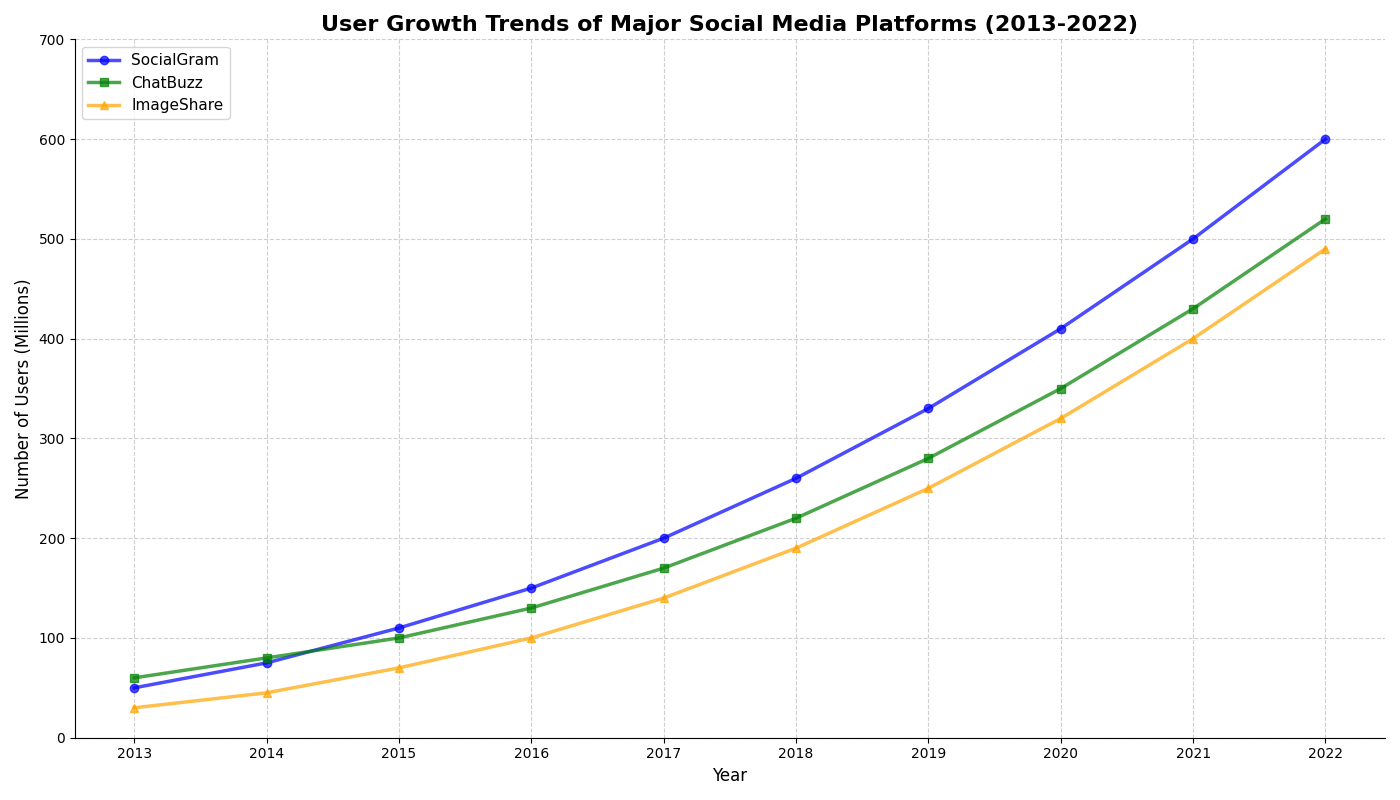 User Growth Trends of Major Social Media Platforms (2013-2022)
SocialGram
ChatBuzz
ImageShare
Number of Users (Millions)
700
600
500
400
300
200
100
0
2013 2014 2015 2016 2017 2018 2019 2020 2021 2022
Year